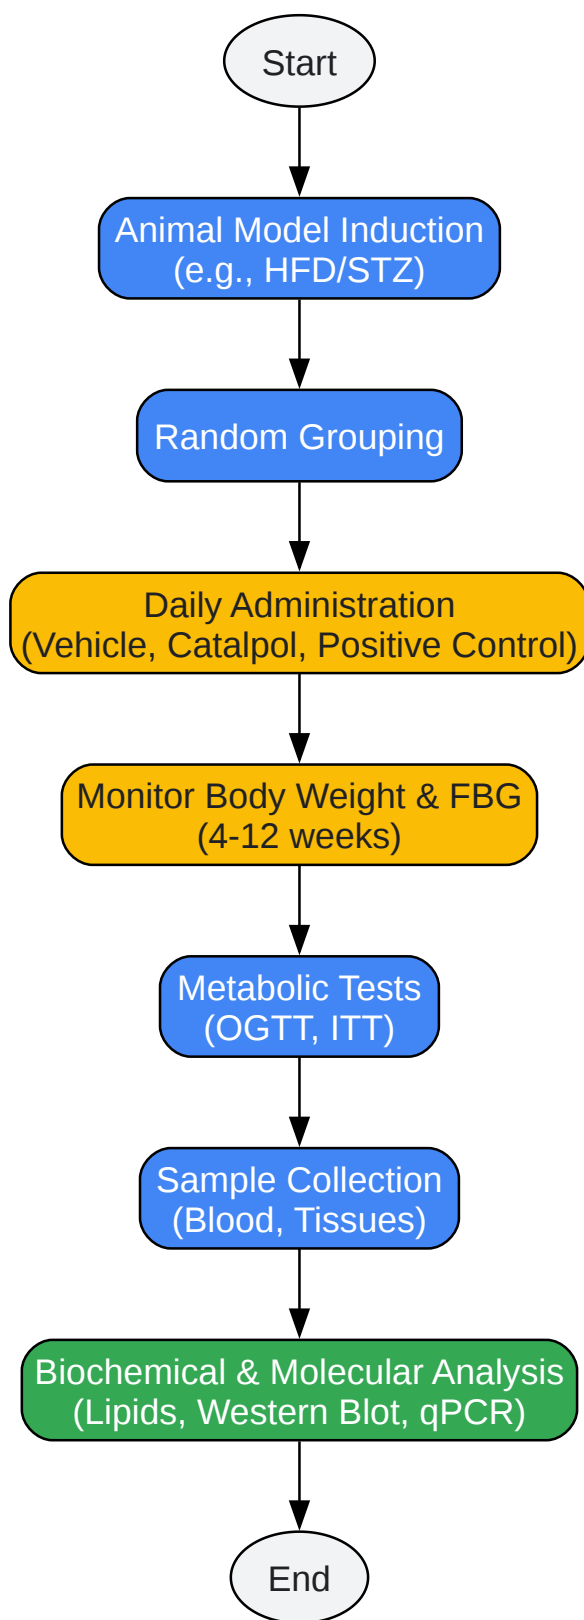 Start
Animal Model Induction
(e.g., HFD/STZ)
Random Grouping
Daily Administration
(Vehicle, Catalpol, Positive Control)
Monitor Body Weight & FBG
(4-12 weeks)
Metabolic Tests
(OGTT, ITT)
Sample Collection
(Blood, Tissues)
Biochemical & Molecular Analysis
(Lipids, Western Blot, qPCR)
End